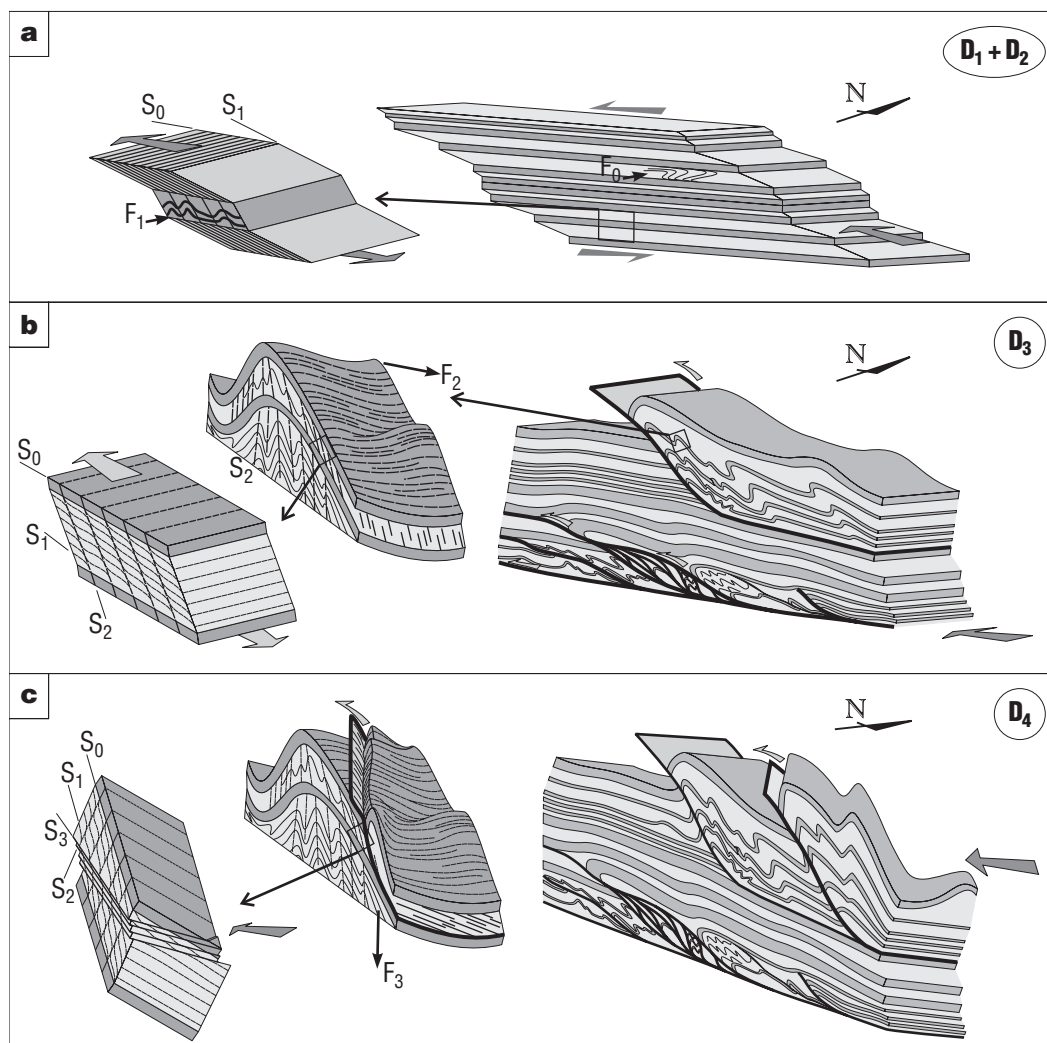 a
D₁ + D₂
N
S₀
S₁
F₀
F₁
b
D₃
N
F₂
S₂
S₀
S₁
S₂
c
D₄
N
S₀
S₁
S₃
S₂
F₃